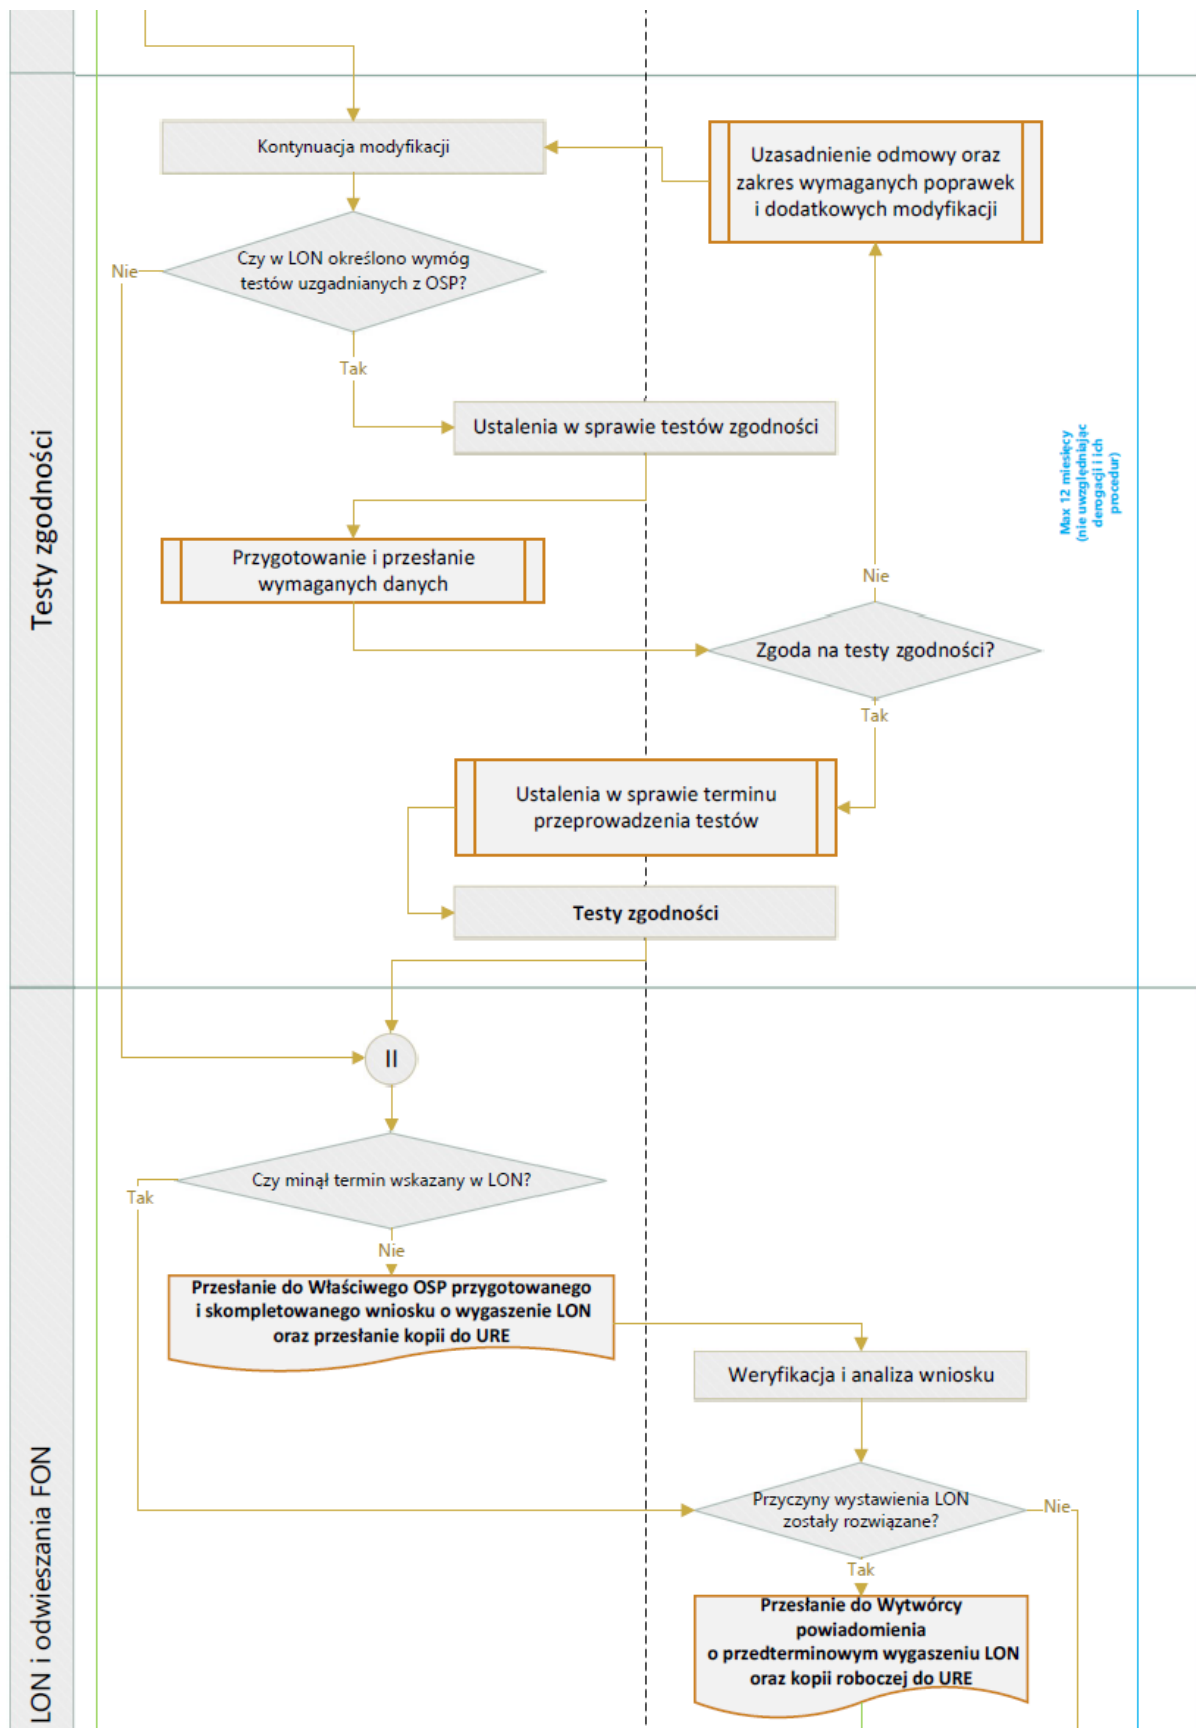 Kontynuacja modyfikacji
Uzasadnienie odmowy oraz
zakres wymaganych poprawek
i dodatkowych modyfikacji
Czy w LON określono wymóg
testów uzgadnianych z OSP?
Nie
Tak
Ustalenia w sprawie testów zgodności
Testy zgodności
Max 12 miesięcy
(nie uwzględniając
derogacji i ich
procedur)
Przygotowanie i przesłanie
wymaganych danych
Nie
Zgoda na testy zgodności?
Tak
Ustalenia w sprawie terminu
przeprowadzenia testów
Testy zgodności
II
Czy minął termin wskazany w LON?
Tak
Nie
Przesłanie do Właściwego OSP przygotowanego
i skompletowanego wniosku o wygaszenie LON
oraz przesłanie kopii do URE
Weryfikacja i analiza wniosku
LON i odwieszania FON
Przyczyny wystawienia LON
zostały rozwiązane?
Nie
Tak
Przesłanie do Wytwórcy
powiadomienia
o przedterminowym wygaszeniu LON
oraz kopii roboczej do URE